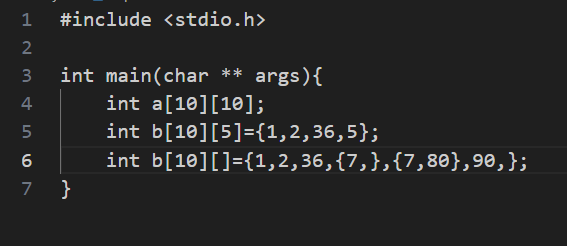 1 #include <stdio.h>
2
3 int main(char ** args){
4 int a[10][10];
5 int b[10][5]={1,2,36,5};
6 int b[10][]={1,2,36,{7,},{7,80},90,};
7 }